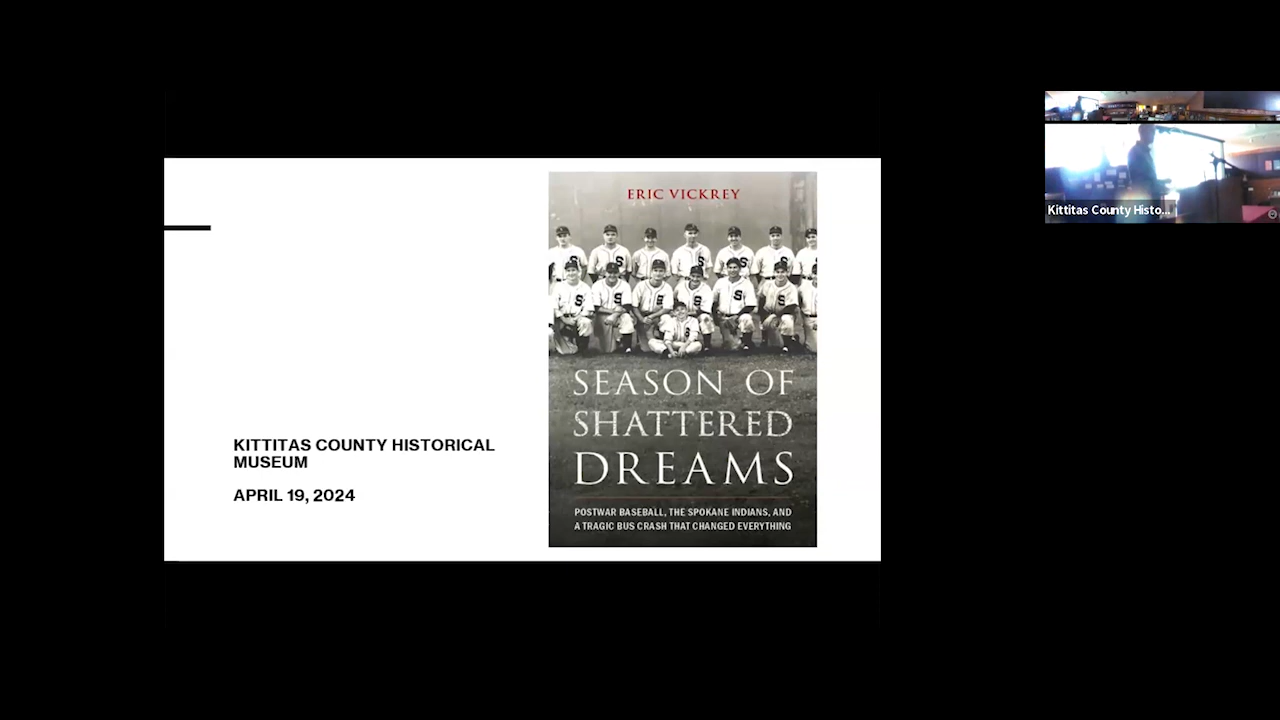 KITTITAS COUNTY HISTORICAL
MUSEUM
APRIL 19, 2024
ERIC VICKREY
SEASON OF
SHATTERED
DREAMS
POSTWAR BASEBALL, THE SPOKANE INDIANS, AND
A TRAGIC BUS CRASH THAT CHANGED EVERYTHING
Kittitas County Histo...